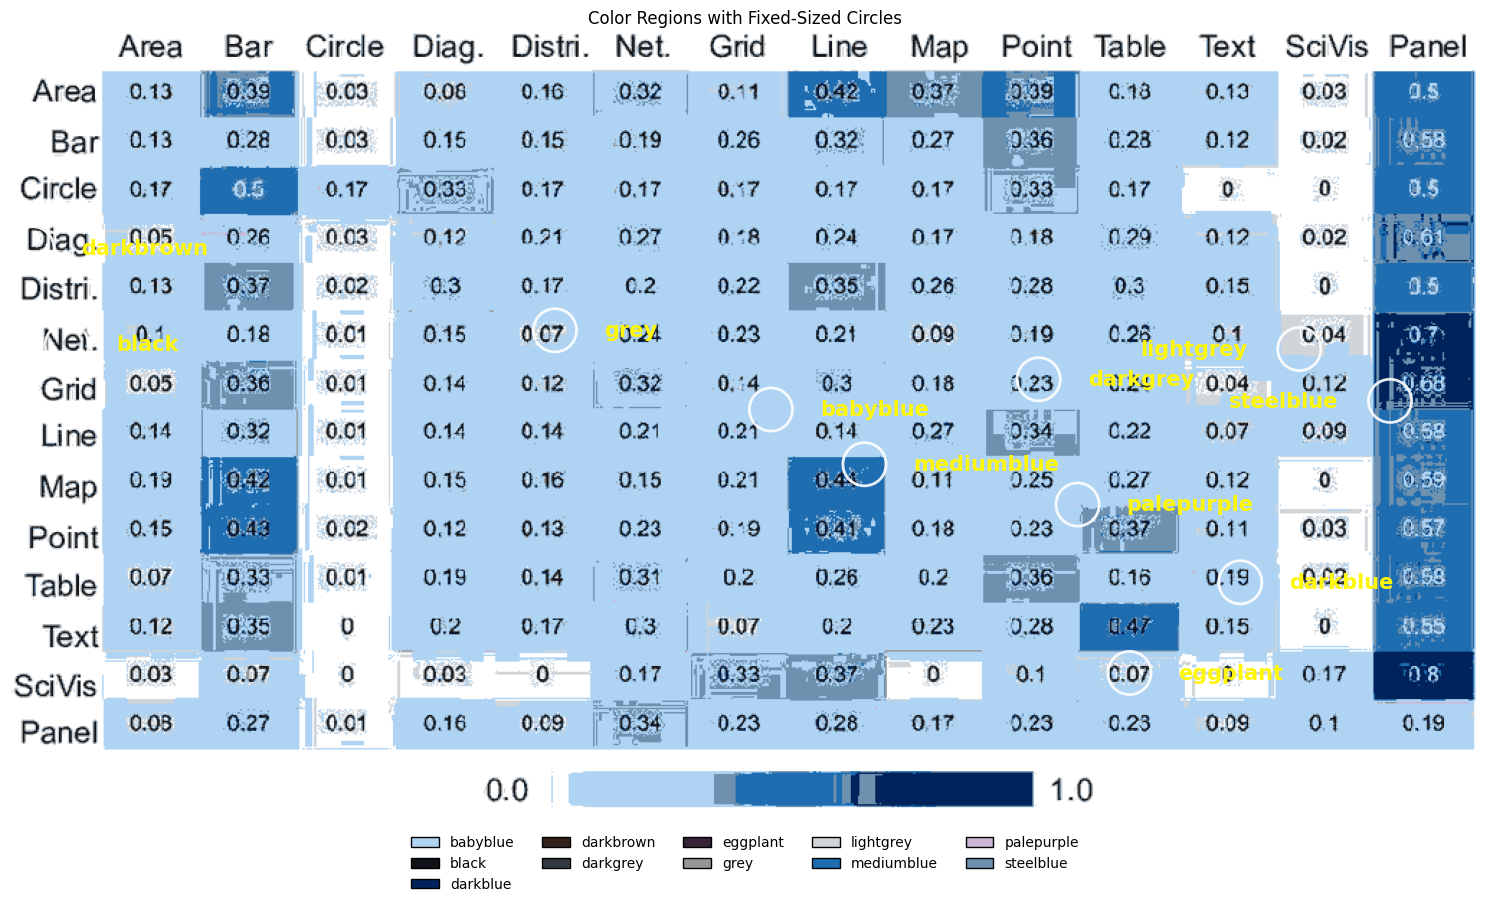 Color Regions with Fixed-Sized Circles
Area Bar Circle Diag. Distri. Net. Grid Line Map Point Table Text SciVis Panel
Area 0.13 0.39 0.03 0.08 0.16 0.32 0.11 0.42 0.37 0.39 0.18 0.13 0.03 0.5
Bar 0.13 0.28 0.03 0.15 0.15 0.19 0.26 0.32 0.27 0.36 0.28 0.12 0.02 0.58
Circle 0.17 0.5 0.17 0.33 0.17 0.17 0.17 0.17 0.17 0.33 0.17 0 0 0.5
Diag. 0.05 0.26 0.03 0.12 0.21 0.27 0.18 0.24 0.17 0.18 0.29 0.12 0.02 0.61
darkbrown
Distri. 0.13 0.37 0.02 0.3 0.17 0.2 0.22 0.35 0.26 0.28 0.3 0.15 0 0.5
Net. 0.1 0.18 0.01 0.15 0.07 0.24 0.23 0.21 0.09 0.19 0.26 0.1 0.04 0.7
grey
black
lightgrey
Grid 0.05 0.36 0.01 0.14 0.12 0.32 0.14 0.3 0.18 0.23 0.04 0.12 0.68
darkgrey
steelblue
babyblue
Line 0.14 0.32 0.01 0.14 0.14 0.21 0.21 0.14 0.27 0.34 0.22 0.07 0.09 0.58
mediumblue
Map 0.19 0.42 0.01 0.15 0.16 0.15 0.21 0.44 0.11 0.25 0.27 0.12 0 0.59
palepurple
Point 0.15 0.43 0.02 0.12 0.13 0.23 0.19 0.41 0.18 0.23 0.37 0.11 0.03 0.57
Table 0.07 0.33 0.01 0.19 0.14 0.31 0.2 0.26 0.2 0.36 0.16 0.19 0.02 0.58
darkblue
Text 0.12 0.35 0 0.2 0.17 0.3 0.07 0.2 0.23 0.28 0.47 0.15 0 0.55
SciVis 0.03 0.07 0 0.03 0 0.17 0.33 0.37 0 0.1 0.07 0 0.17 0.8
eggplant
Panel 0.08 0.27 0.01 0.16 0.09 0.34 0.23 0.28 0.17 0.23 0.23 0.09 0.1 0.19
0.0 1.0
babyblue darkbrown eggplant lightgrey palepurple
black darkgrey grey mediumblue steelblue
darkblue